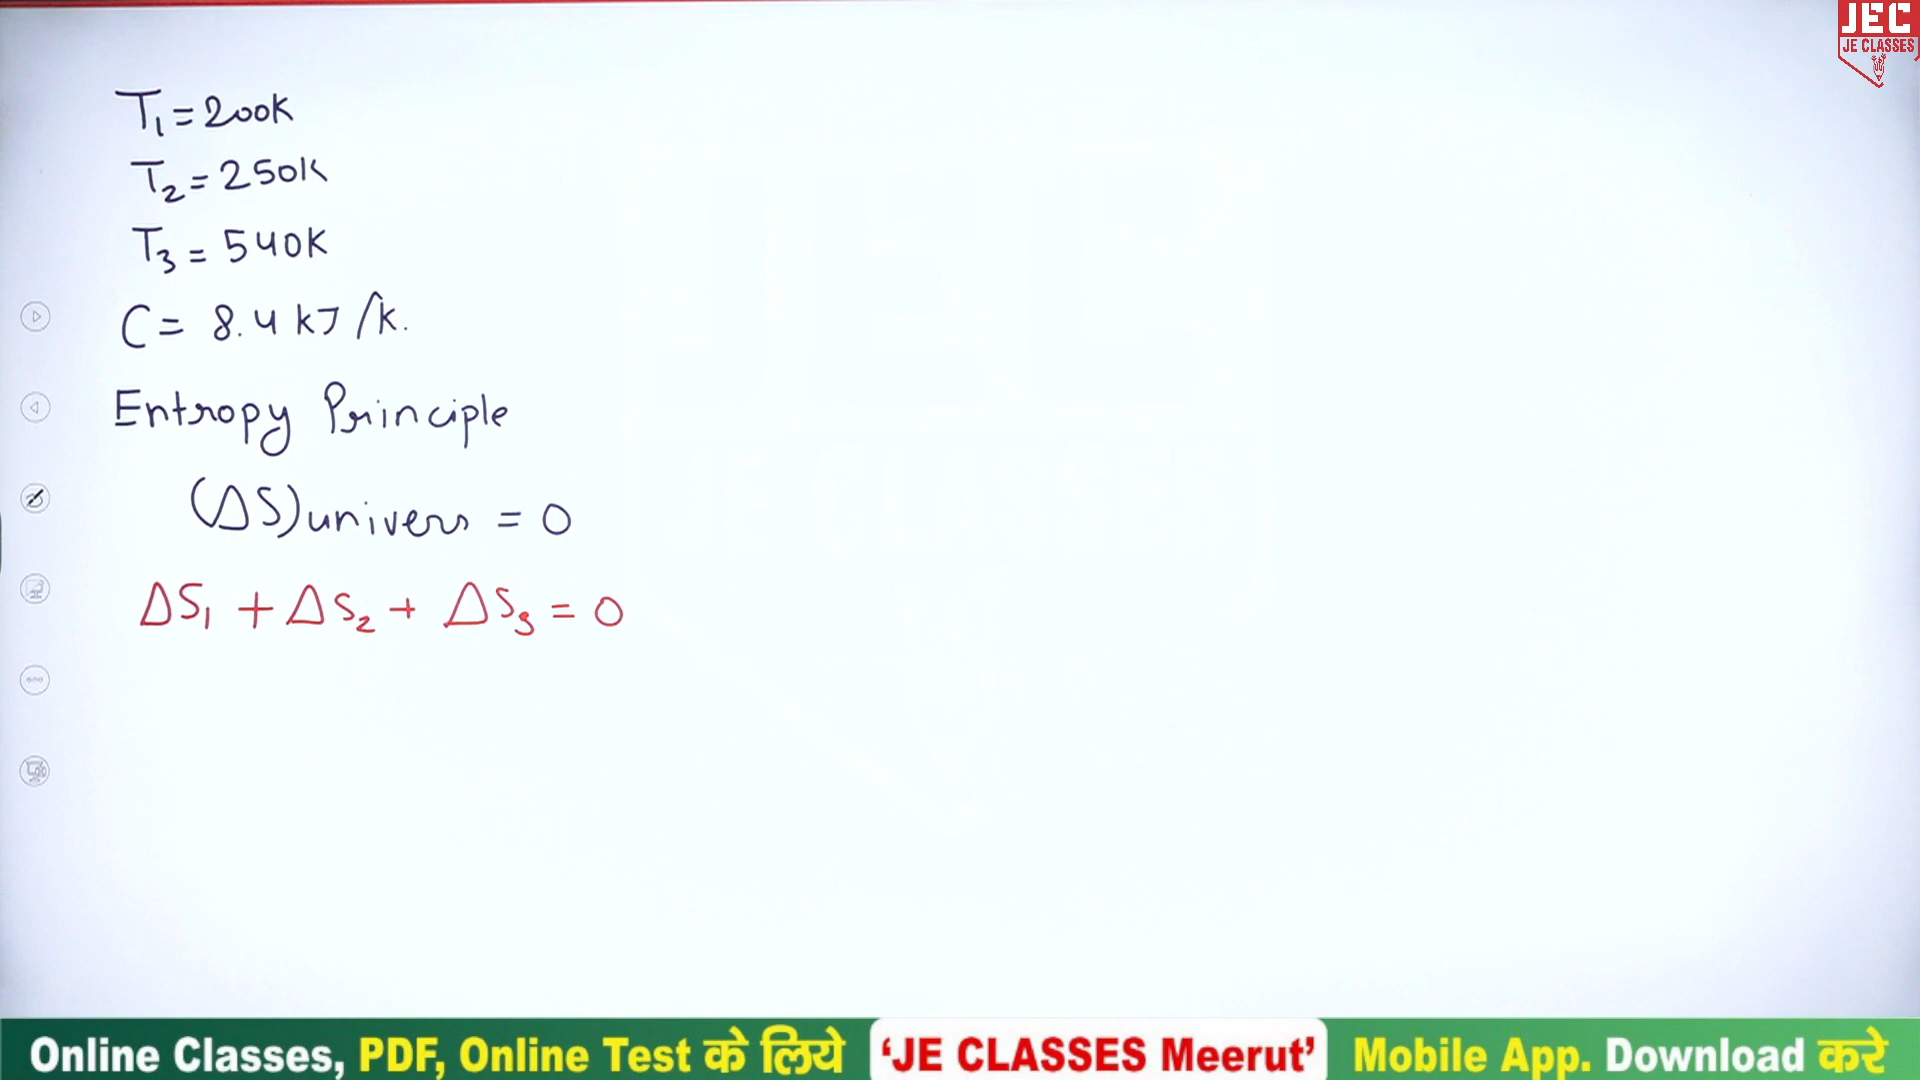 JEC
JE CLASSES
T₁ = 200K
T₂ = 250K
T₃ = 540K
C = 8.4 kJ/k.
Entropy Principle
(ΔS)univers = 0
ΔS₁ + ΔS₂ + ΔS₃ = 0
Online Classes, PDF, Online Test के लिये 'JE CLASSES Meerut' Mobile App. Download करे